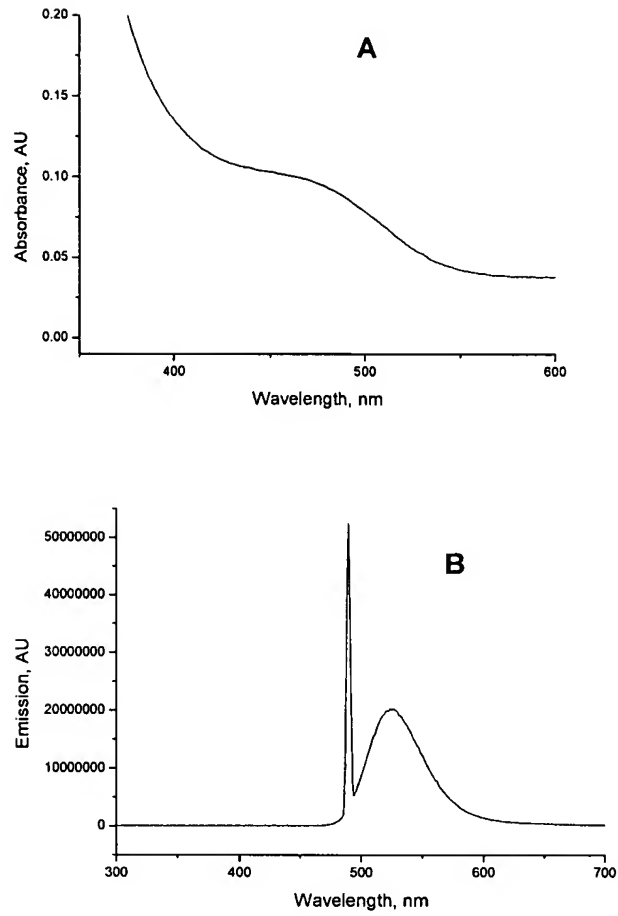 A
0.20
0.15
0.10
0.05
0.00
Absorbance, AU
400 500 600
Wavelength, nm
B
50000000
40000000
30000000
20000000
10000000
0
Emission, AU
300 400 500 600 700
Wavelength, nm